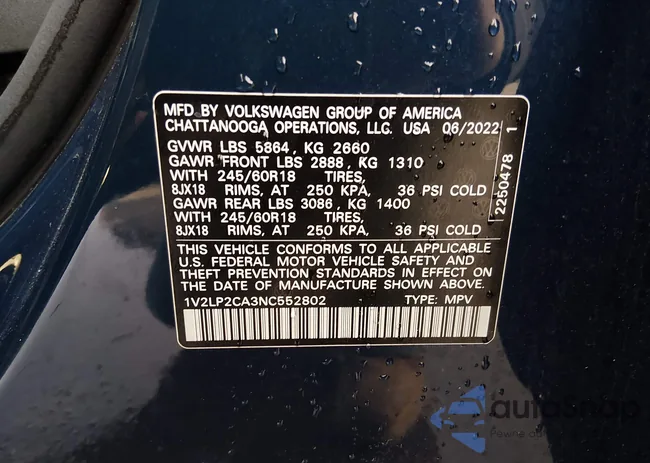 MFD BY VOLKSWAGEN GROUP OF AMERICA
CHATTANOOGA OPERATIONS, LLC. USA 06/2022
GVWR LBS 5864, KG 2660
GAWR FRONT LBS 2888, KG 1310
WITH 245/60R18 TIRES,
8JX18 RIMS, AT 250 KPA, 36 PSI COLD
GAWR REAR LBS 3086, KG 1400
WITH 245/60R18 TIRES,
8JX18 RIMS, AT 250 KPA, 36 PSI COLD
THIS VEHICLE CONFORMS TO ALL APPLICABLE
U.S. FEDERAL MOTOR VEHICLE SAFETY AND
THEFT PREVENTION STANDARDS IN EFFECT ON
THE DATE OF MANUFACTURE SHOWN ABOVE.
1V2LP2CA3NC552802 TYPE: MPV
2250478 1
autoSnap
Pewne au